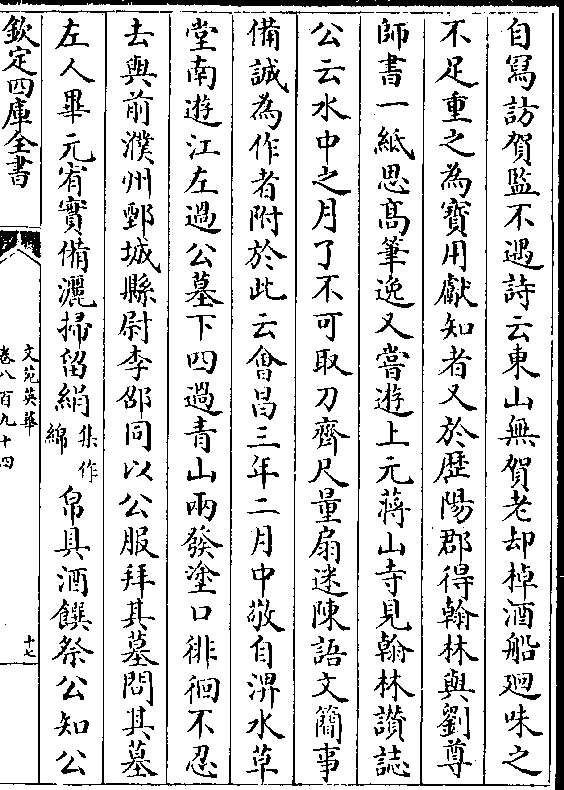 自冩訪賀監不遇詩云東山無賀老却棹酒船廻味之
不足重之為寶用獻知者又於歴陽郡得翰林與劉尊
師書一紙思髙筆逸又嘗遊上元蔣山寺見翰林讃誌
公云水中之月了不可取刀齊尺量扇迷陳語文簡事
備誠為作者附於此云㑹昌三年二月中敬自淠水草
堂南遊江左過公墓下四過青山兩發塗口徘徊不忍
去與前濮州鄄城縣尉李劭同以公服拜其墓問其墓
左人畢元宥實備灑掃留絹集作綿帛具酒饌祭公知公
欽定四庫全書
文苑英華
卷八百九十四
十七